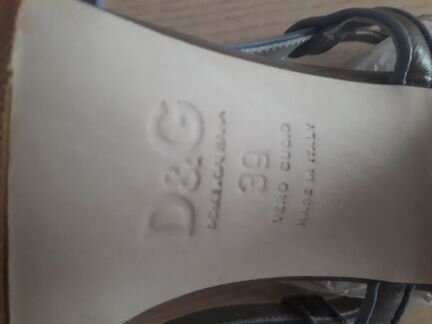 D&G
DOLCE&GABBANA
39
VERO CUOIO
MADE IN ITALY